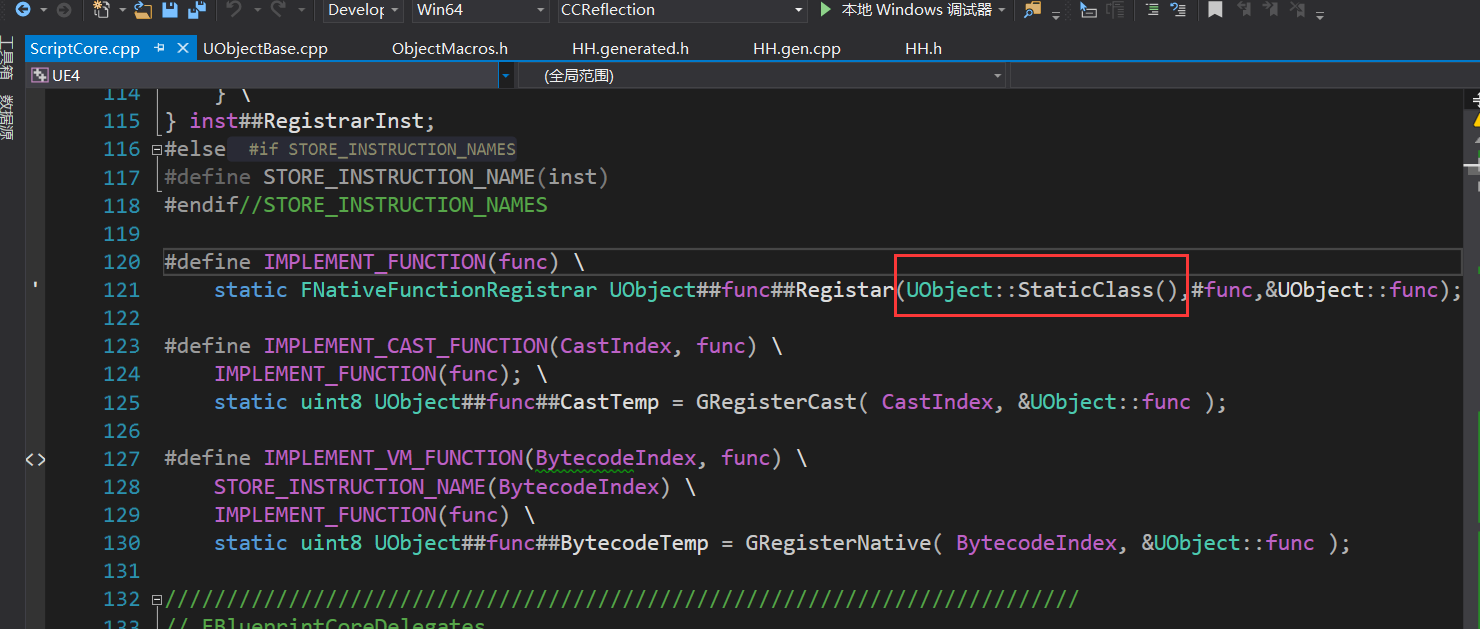 Develop Win64 CCReflection 本地 Windows 调试器
ScriptCore.cpp UObjectBase.cpp ObjectMacros.h HH.generated.h HH.gen.cpp HH.h
工具箱
数据源
UE4 (全局范围)
114 } \
115 } inst##RegistrarInst;
116 #else #if STORE_INSTRUCTION_NAMES
117 #define STORE_INSTRUCTION_NAME(inst)
118 #endif//STORE_INSTRUCTION_NAMES
119
120 #define IMPLEMENT_FUNCTION(func) \
121 static FNativeFunctionRegistrar UObject##func##Registar(UObject::StaticClass(),#func,&UObject::func);
122
123 #define IMPLEMENT_CAST_FUNCTION(CastIndex, func) \
124 IMPLEMENT_FUNCTION(func); \
125 static uint8 UObject##func##CastTemp = GRegisterCast( CastIndex, &UObject::func );
126
127 #define IMPLEMENT_VM_FUNCTION(BytecodeIndex, func) \
128 STORE_INSTRUCTION_NAME(BytecodeIndex) \
129 IMPLEMENT_FUNCTION(func) \
130 static uint8 UObject##func##BytecodeTemp = GRegisterNative( BytecodeIndex, &UObject::func );
131
132 //////////////////////////////////////////////////////////////////////////
133 // FBlueprintCoreDelegates